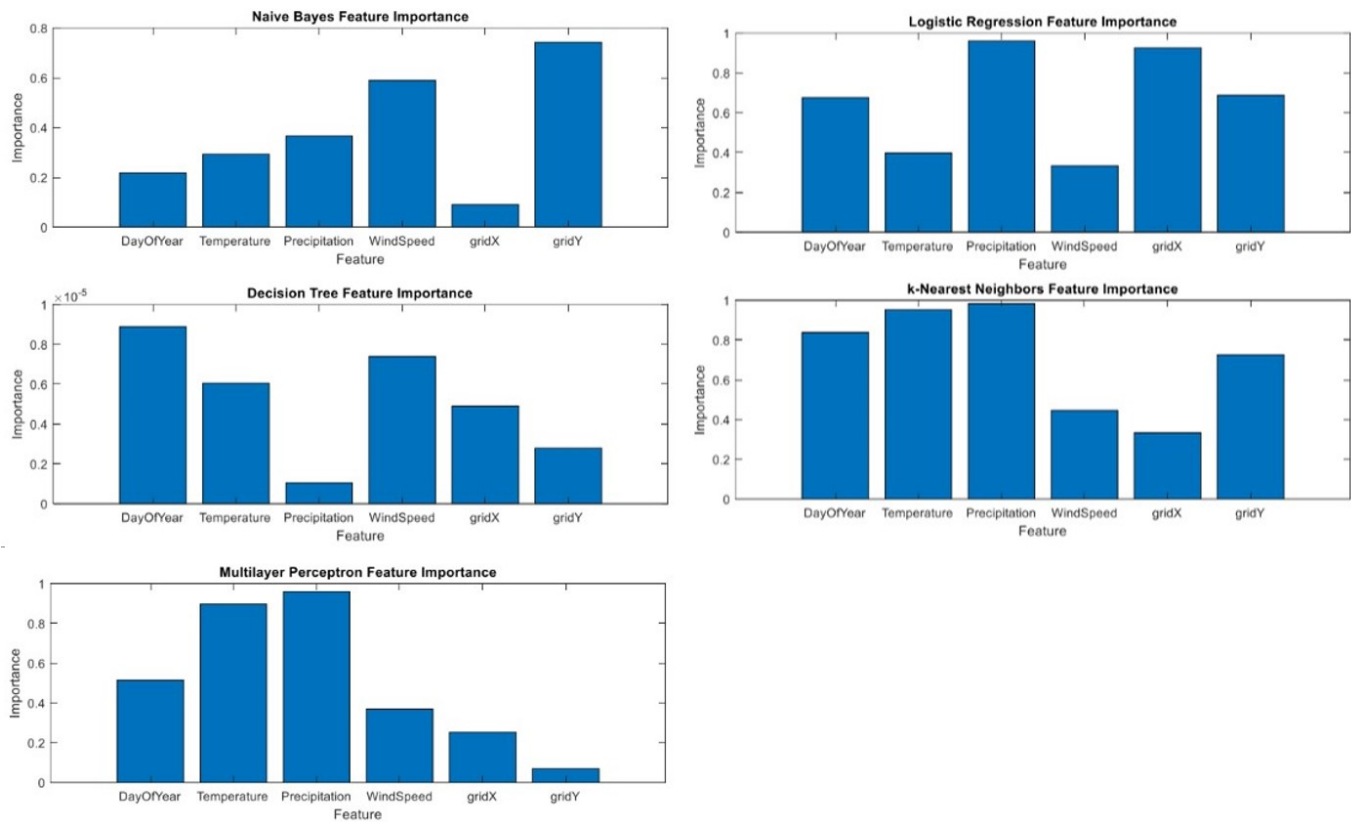 Naive Bayes Feature Importance
0.8
0.6
0.4
0.2
0
Importance
DayOfYear Temperature Precipitation WindSpeed gridX gridY
Feature
Logistic Regression Feature Importance
1
0.8
0.6
0.4
0.2
0
Importance
DayOfYear Temperature Precipitation WindSpeed gridX gridY
Feature
Decision Tree Feature Importance
×10-5
1
0.8
0.6
0.4
0.2
0
Importance
DayOfYear Temperature Precipitation WindSpeed gridX gridY
Feature
k-Nearest Neighbors Feature Importance
1
0.8
0.6
0.4
0.2
0
Importance
DayOfYear Temperature Precipitation WindSpeed gridX gridY
Feature
Multilayer Perceptron Feature Importance
1
0.8
0.6
0.4
0.2
0
Importance
DayOfYear Temperature Precipitation WindSpeed gridX gridY
Feature